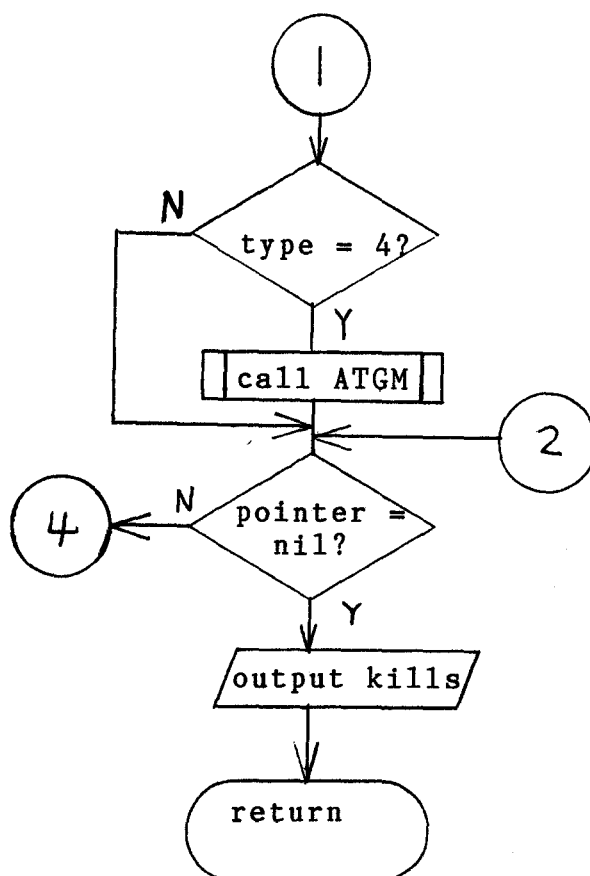 1
N
type = 4?
Y
call ATGM
2
4
N
pointer =
nil?
Y
output kills
return